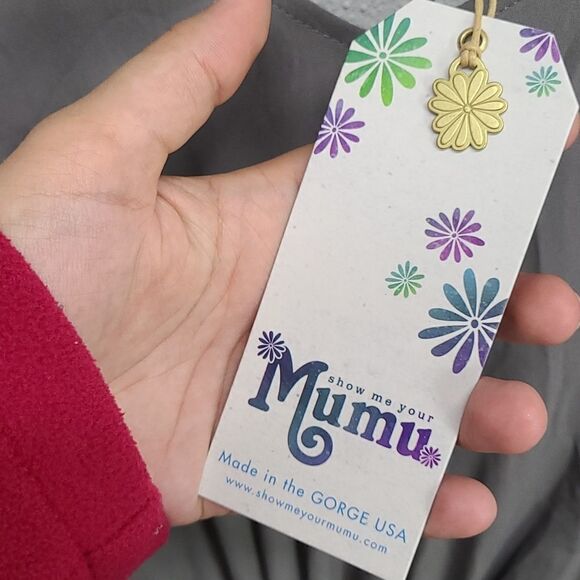 show me your
Mumu
Made in the GORGE USA
www.showmeyourmumu.com